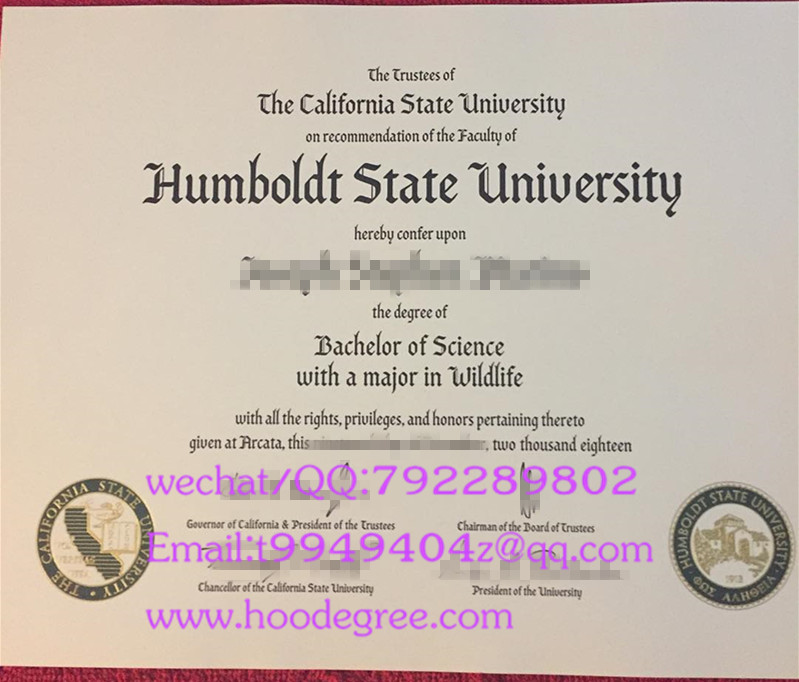 The Trustees of
The California State University
on recommendation of the Faculty of
Humboldt State University
hereby confer upon
the degree of
Bachelor of Science
with a major in Wildlife
with all the rights, privileges, and honors pertaining thereto
given at Arcata, this , two thousand eighteen
wechat/QQ:792289802
Governor of California & President of the Trustees
Chairman of the Board of Trustees
Email:t9949404z@qq.com
Chancellor of the California State University
President of the University
www.hoodegree.com
THE CALIFORNIA STATE UNIVERSITY
HUMBOLDT STATE UNIVERSITY
1913
ΦΩΣ ΑΛΗΘΕΙΑ